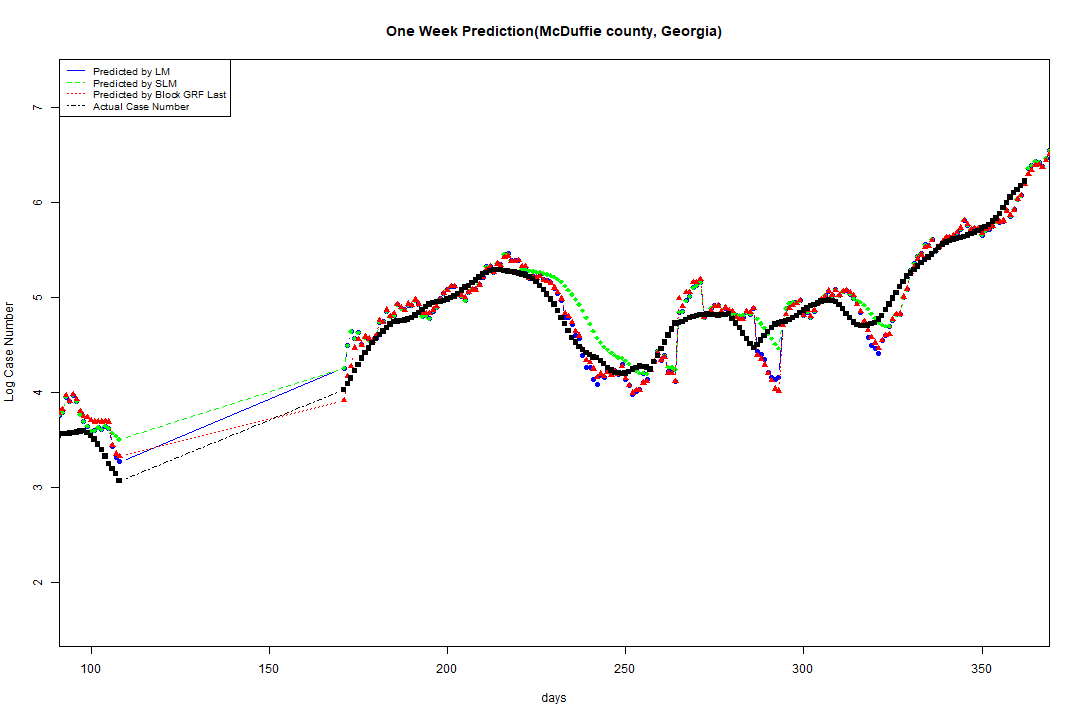 One Week Prediction(McDuffie county, Georgia)
Predicted by LM
Predicted by SLM
Predicted by Block GRF Last
Actual Case Number
7
6
5
4
3
2
Log Case Number
100 150 200 250 300 350
days